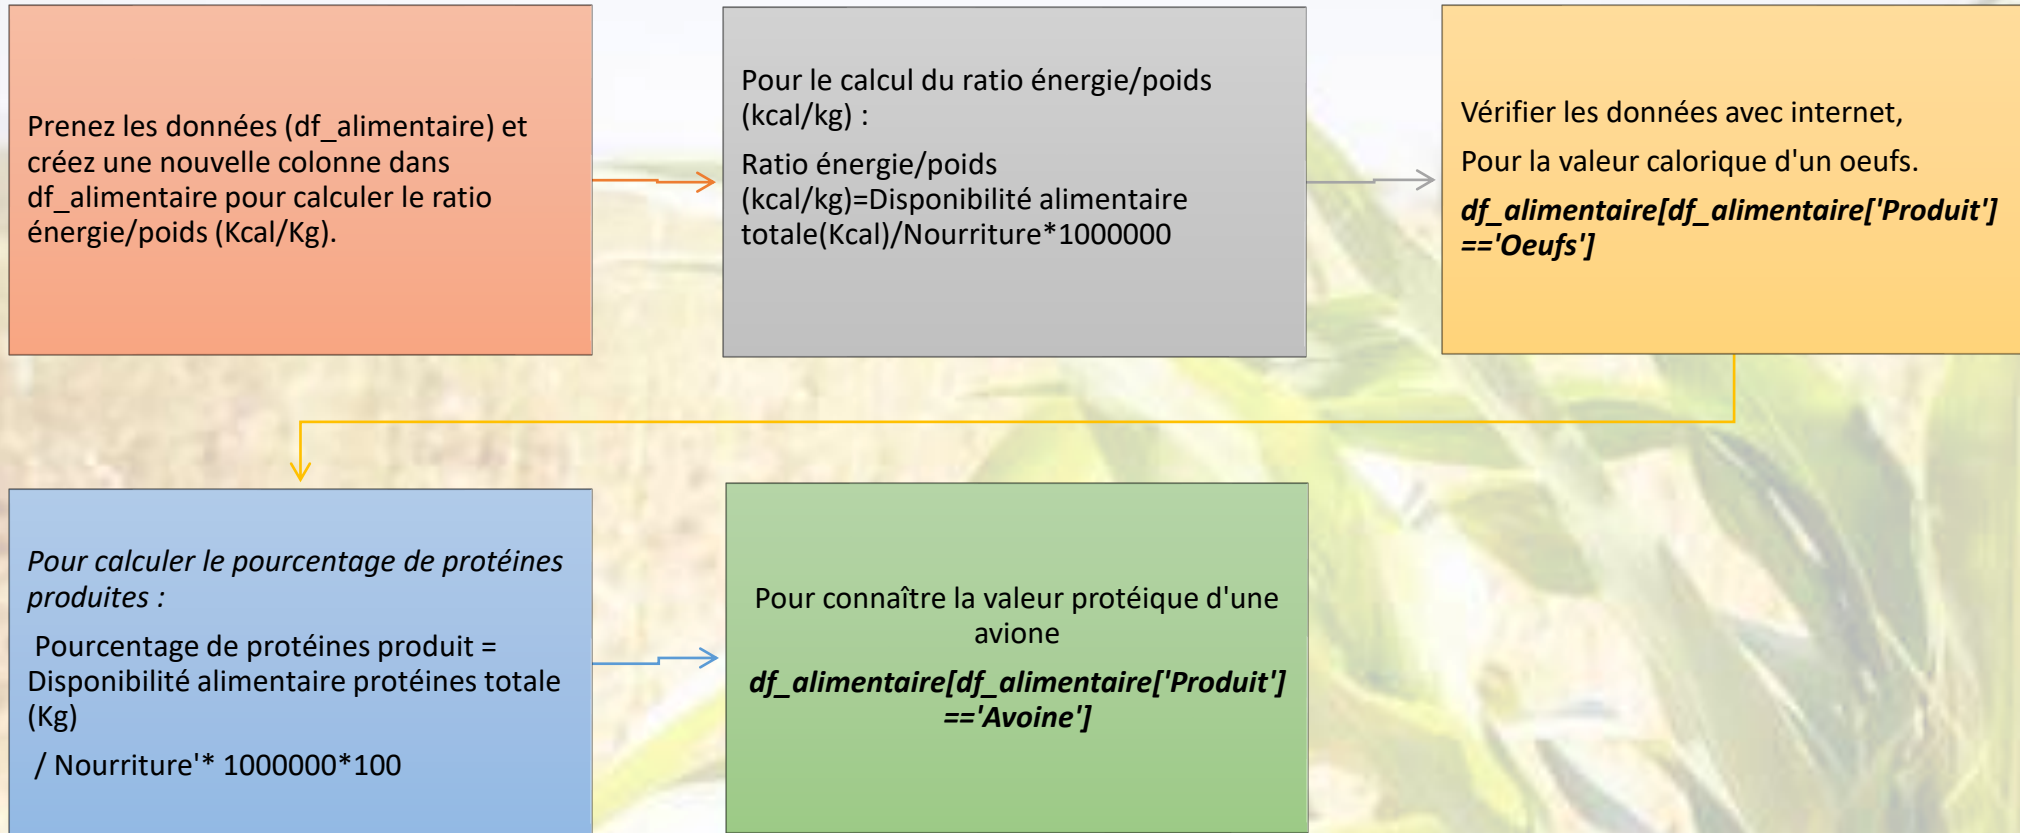 Prenez les données (df_alimentaire) et
créez une nouvelle colonne dans
df_alimentaire pour calculer le ratio
énergie/poids (Kcal/Kg).
Pour le calcul du ratio énergie/poids
(kcal/kg) :
Ratio énergie/poids
(kcal/kg)=Disponibilité alimentaire
totale(Kcal)/Nourriture*1000000
Vérifier les données avec internet,
Pour la valeur calorique d'un oeufs.
df_alimentaire[df_alimentaire['Produit']
=='Oeufs']
Pour calculer le pourcentage de protéines
produites :
Pourcentage de protéines produit =
Disponibilité alimentaire protéines totale
(Kg)
/ Nourriture'* 1000000*100
Pour connaître la valeur protéique d'une
avione
df_alimentaire[df_alimentaire['Produit']
=='Avoine']